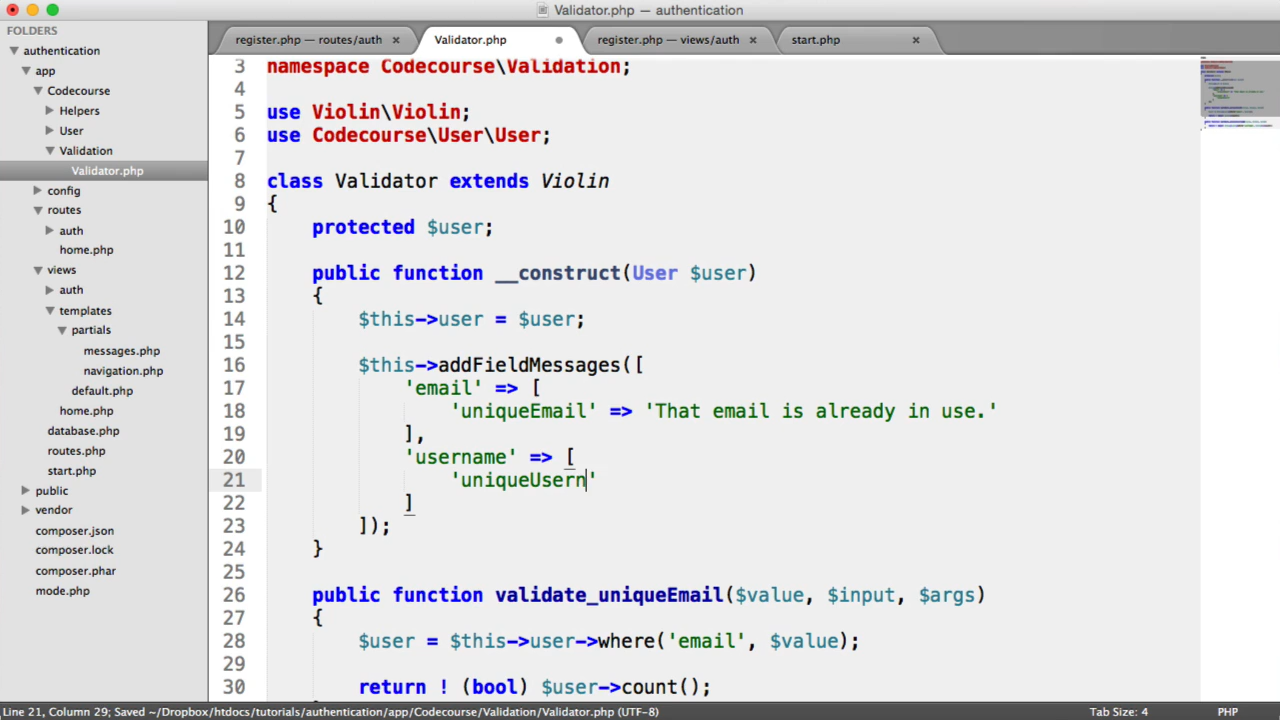 Validator.php — authentication
FOLDERS
authentication
app
Codecourse
Helpers
User
Validation
Validator.php
config
routes
auth
home.php
views
auth
templates
partials
messages.php
navigation.php
default.php
home.php
database.php
routes.php
start.php
public
vendor
composer.json
composer.lock
composer.phar
mode.php
register.php — routes/auth × Validator.php register.php — views/auth × start.php ×
3 namespace Codecourse\Validation;
4
5 use Violin\Violin;
6 use Codecourse\User\User;
7
8 class Validator extends Violin
9 {
10 protected $user;
11
12 public function __construct(User $user)
13 {
14 $this->user = $user;
15
16 $this->addFieldMessages([
17 'email' => [
18 'uniqueEmail' => 'That email is already in use.'
19 ],
20 'username' => [
21 'uniqueUsern'
22 ]
23 ]);
24 }
25
26 public function validate_uniqueEmail($value, $input, $args)
27 {
28 $user = $this->user->where('email', $value);
29
30 return ! (bool) $user->count();
Line 21, Column 29; Saved ~/Dropbox/htdocs/tutorials/authentication/app/Codecourse/Validation/Validator.php (UTF-8) Tab Size: 4 PHP